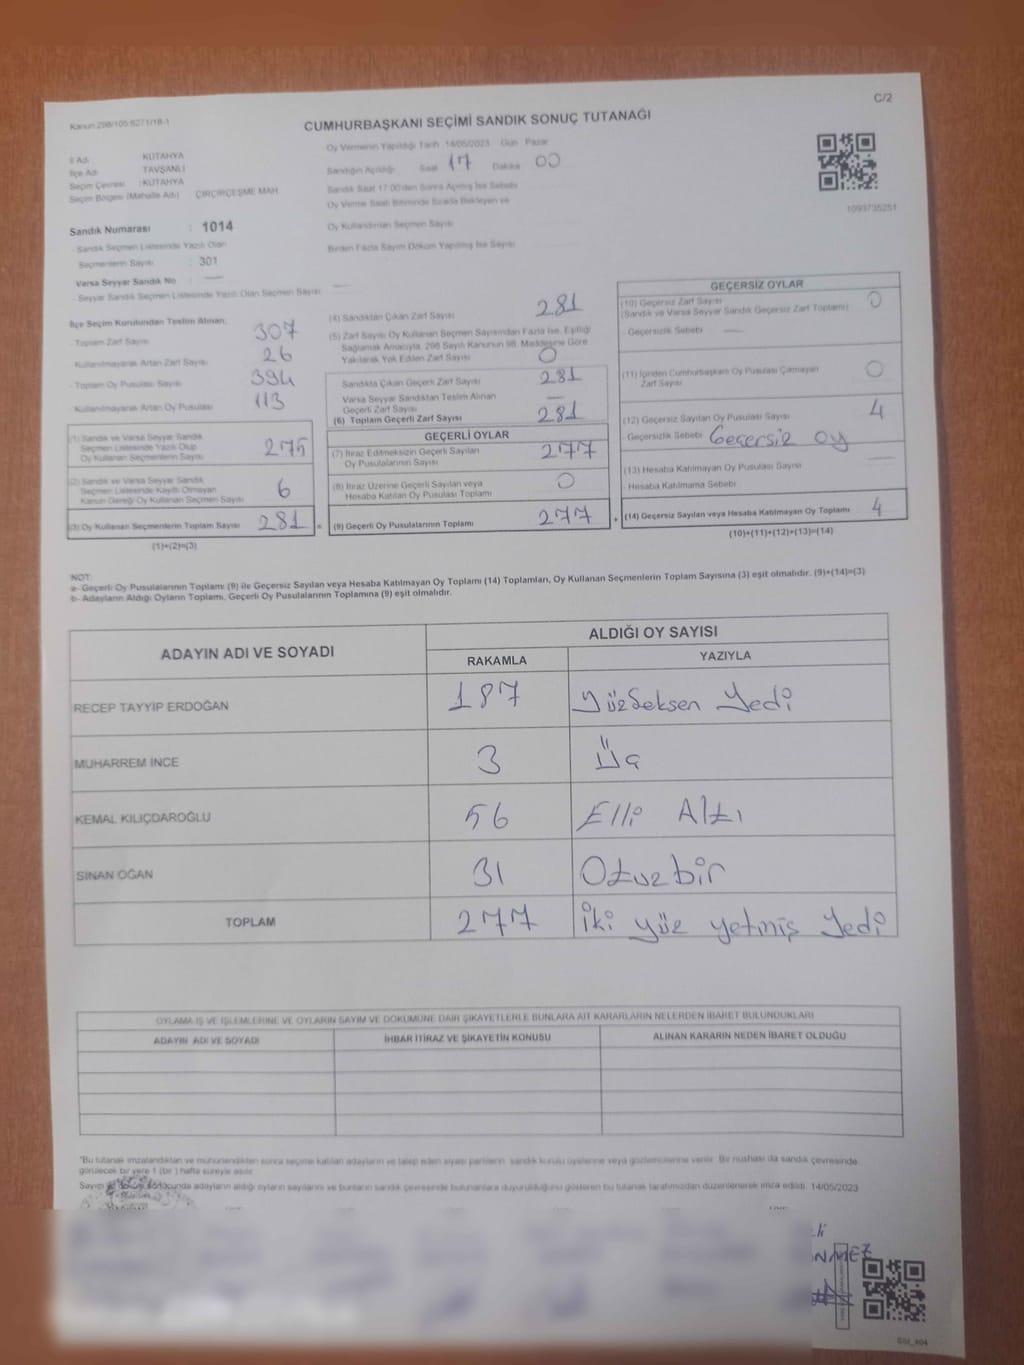 C/2
Kanun 298/105 6271/18-1
CUMHURBAŞKANI SEÇİMİ SANDIK SONUÇ TUTANAĞI
İl Adı : KÜTAHYA
İlçe Adı : TAVŞANLI
Seçim Çevresi : KÜTAHYA
Seçim Bölgesi (Mahalle Adı) : ÇIRÇIRÇEŞME MAH.
Oy Vermenin Yapıldığı Tarih 14/05/2023 Gün Pazar
Sandığın Açıldığı Saat 17 Dakika 00
Sandık Saat 17:00'den Sonra Açılmış İse Sebebi
Oy Verme Saati Bitiminde Sırada Bekleyen ve
Oy Kullandırılan Seçmen Sayısı
Birden Fazla Sayım Döküm Yapılmış İse Sayısı
1093735251
Sandık Numarası : 1014
- Sandık Seçmen Listesinde Yazılı Olan
Seçmenlerin Sayısı : 301
Varsa Seyyar Sandık No : —
- Seyyar Sandık Seçmen Listesinde Yazılı Olan Seçmen Sayısı : —
İlçe Seçim Kurulundan Teslim Alınan;
- Toplam Zarf Sayısı 307
- Kullanılmayarak Artan Zarf Sayısı 26
- Toplam Oy Pusulası Sayısı 394
- Kullanılmayarak Artan Oy Pusulası 113
(1) Sandık ve Varsa Seyyar Sandık
Seçmen Listesinde Yazılı Olup
Oy Kullanan Seçmenlerin Sayısı 275
(2) Sandık ve Varsa Seyyar Sandık
Seçmen Listesinde Kayıtlı Olmayan
Kanun Gereği Oy Kullanan Seçmen Sayısı 6
(3) Oy Kullanan Seçmenlerin Toplam Sayısı 281
(1)+(2)=(3)
(4) Sandıktan Çıkan Zarf Sayısı 281
(5) Zarf Sayısı Oy Kullanan Seçmen Sayısından Fazla İse, Eşitliği
Sağlamak Amacıyla, 298 Sayılı Kanunun 98. Maddesine Göre
Yakılarak Yok Edilen Zarf Sayısı 0
Sandıkta Çıkan Geçerli Zarf Sayısı 281
Varsa Seyyar Sandıktan Teslim Alınan
Geçerli Zarf Sayısı —
(6) Toplam Geçerli Zarf Sayısı 281
GEÇERLİ OYLAR
(7) İtiraz Edilmeksizin Geçerli Sayılan
Oy Pusulalarının Sayısı 277
(8) İtiraz Üzerine Geçerli Sayılan veya
Hesaba Katılan Oy Pusulası Toplamı 0
= (9) Geçerli Oy Pusulalarının Toplamı 277
GEÇERSİZ OYLAR
(10) Geçersiz Zarf Sayısı
(Sandık ve Varsa Seyyar Sandık Geçersiz Zarf Toplamı) 0
- Geçersizlik Sebebi —
(11) İçinden Cumhurbaşkanı Oy Pusulası Çıkmayan
Zarf Sayısı 0
(12) Geçersiz Sayılan Oy Pusulası Sayısı 4
- Geçersizlik Sebebi Geçersiz oy
(13) Hesaba Katılmayan Oy Pusulası Sayısı —
- Hesaba Katılmama Sebebi
+ (14) Geçersiz Sayılan veya Hesaba Katılmayan Oy Toplamı 4
(10)+(11)+(12)+(13)=(14)
NOT:
a- Geçerli Oy Pusulalarının Toplamı (9) ile Geçersiz Sayılan veya Hesaba Katılmayan Oy Toplamı (14) Toplamları, Oy Kullanan Seçmenlerin Toplam Sayısına (3) eşit olmalıdır. (9)+(14)=(3)
b- Adayların Aldığı Oyların Toplamı, Geçerli Oy Pusulalarının Toplamına (9) eşit olmalıdır.
ADAYIN ADI VE SOYADI
ALDIĞI OY SAYISI
RAKAMLA YAZIYLA
RECEP TAYYİP ERDOĞAN 187 Yüzseksen Yedi
MUHARREM İNCE 3 Üç
KEMAL KILIÇDAROĞLU 56 Elli Altı
SİNAN OĞAN 31 Otuzbir
TOPLAM 277 İki yüz yetmiş Yedi
OYLAMA İŞ VE İŞLEMLERİNE VE OYLARIN SAYIM VE DÖKÜMÜNE DAİR ŞİKAYETLERLE BUNLARA AİT KARARLARIN NELERDEN İBARET BULUNDUKLARI
ADAYIN ADI VE SOYADI İHBAR İTİRAZ VE ŞİKAYETİN KONUSU ALINAN KARARIN NEDEN İBARET OLDUĞU
*Bu tutanak imzalandıktan ve mühürlendikten sonra seçime katılan adayların ve talep eden siyasi partilerin sandık kurulu üyelerine veya gözlemcilerine verilir. Bir nüshası da sandık çevresinde
görülecek bir yere 1 (bir) hafta süreyle asılır.
Sayım ve döküm sonucunda adayların aldığı oyların sayılarını ve bunların sandık çevresinde bulunanlara duyurulduğunu gösteren bu tutanak tarafımızdan düzenlenerek imza edildi. 14/05/2023